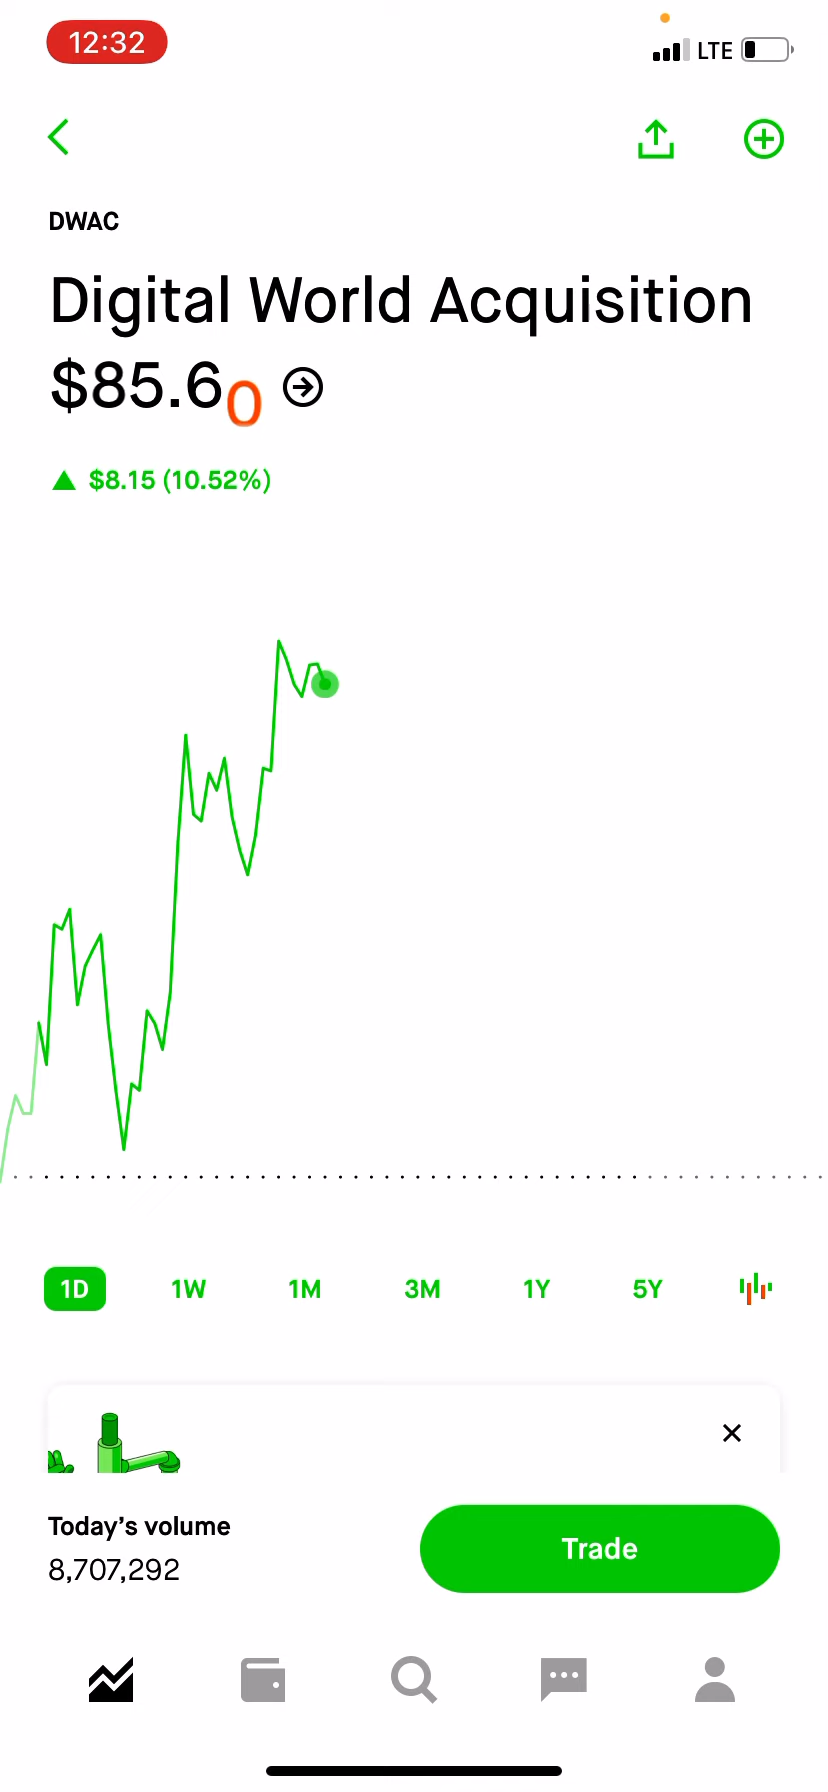 12:32 LTE
DWAC
Digital World Acquisition
$85.60
$8.15 (10.52%)
1D 1W 1M 3M 1Y 5Y
Today's volume
8,707,292
Trade